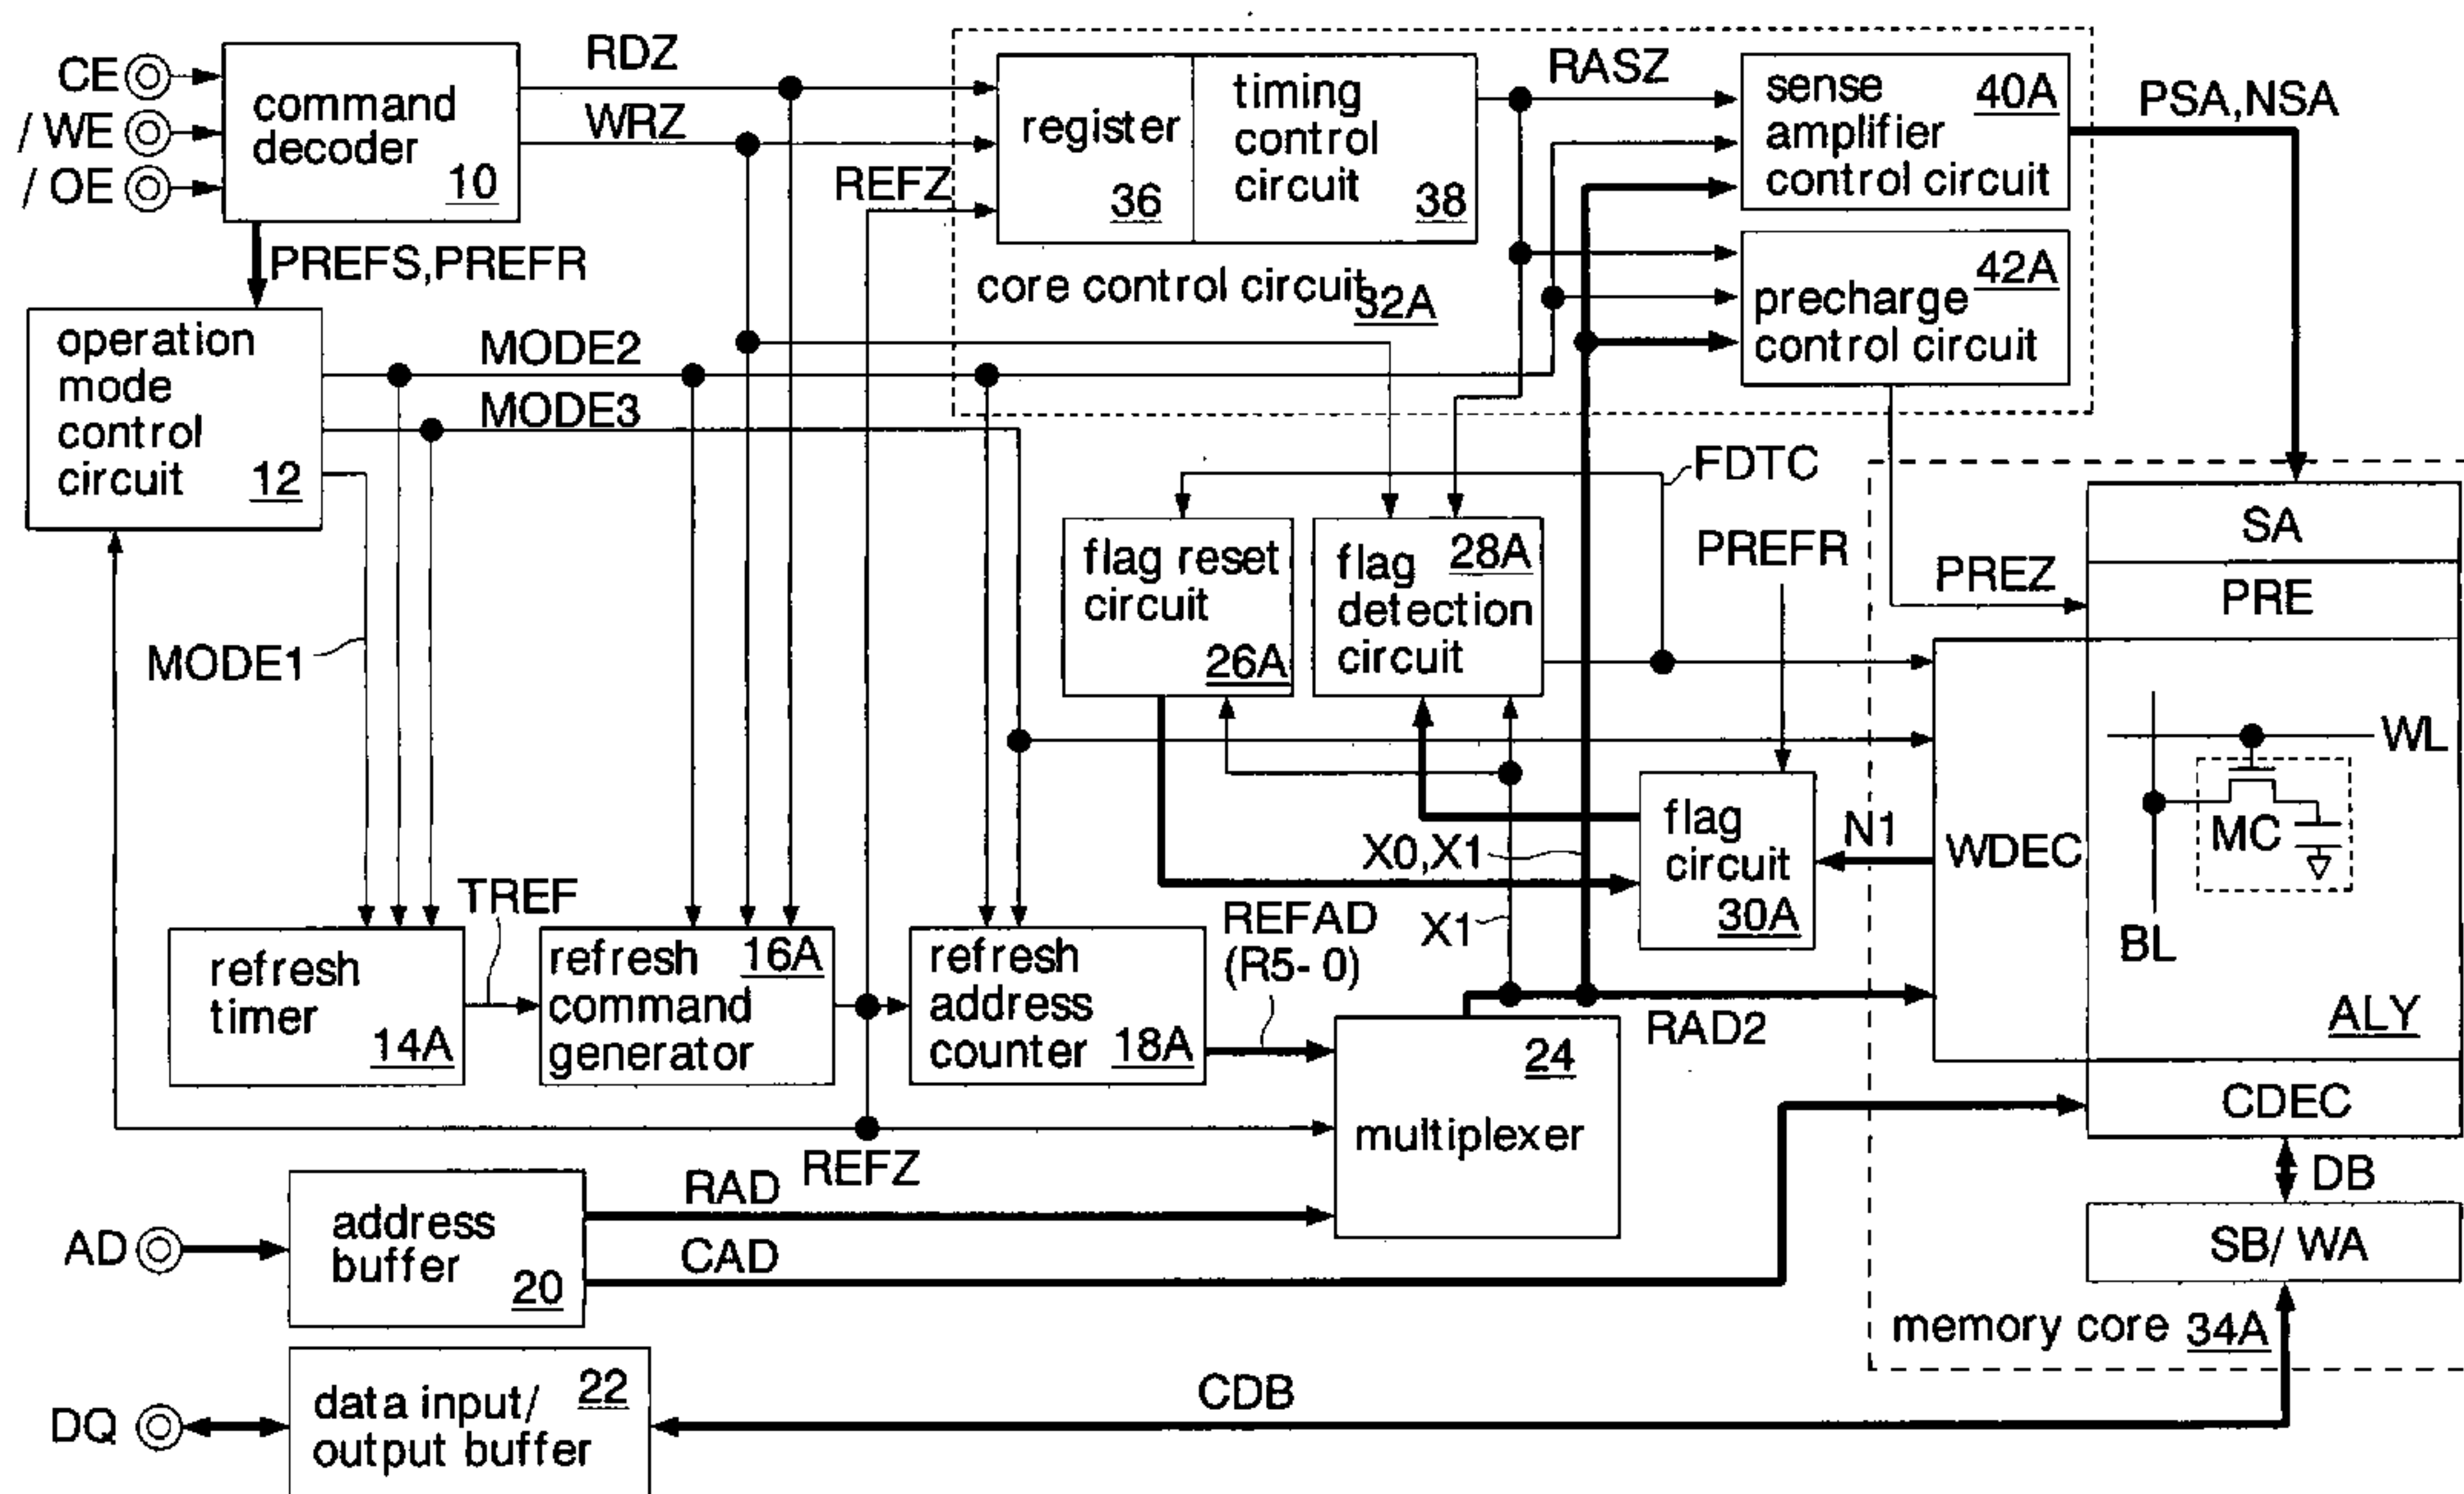 CE
/ WE
/ OE
command
decoder
10
RDZ
WRZ
REFZ
register
36
timing
control
circuit
38
core control circuit
32A
RASZ
sense
amplifier
control circuit
40A
PSA,NSA
42A
precharge
control circuit
PREFS,PREFR
operation
mode
control
circuit
12
MODE2
MODE3
MODE1
FDTC
PREFR
flag reset
circuit
26A
28A
flag
detection
circuit
PREZ
SA
PRE
WL
MC
BL
WDEC
ALY
N1
flag
circuit
30A
X0,X1
X1
TREF
refresh
timer
14A
refresh
command
generator
16A
refresh
address
counter
18A
REFAD
(R5- 0)
RAD2
24
multiplexer
REFZ
CDEC
DB
SB/ WA
memory core 34A
AD
address
buffer
20
RAD
CAD
DQ
data input/
output buffer
22
CDB